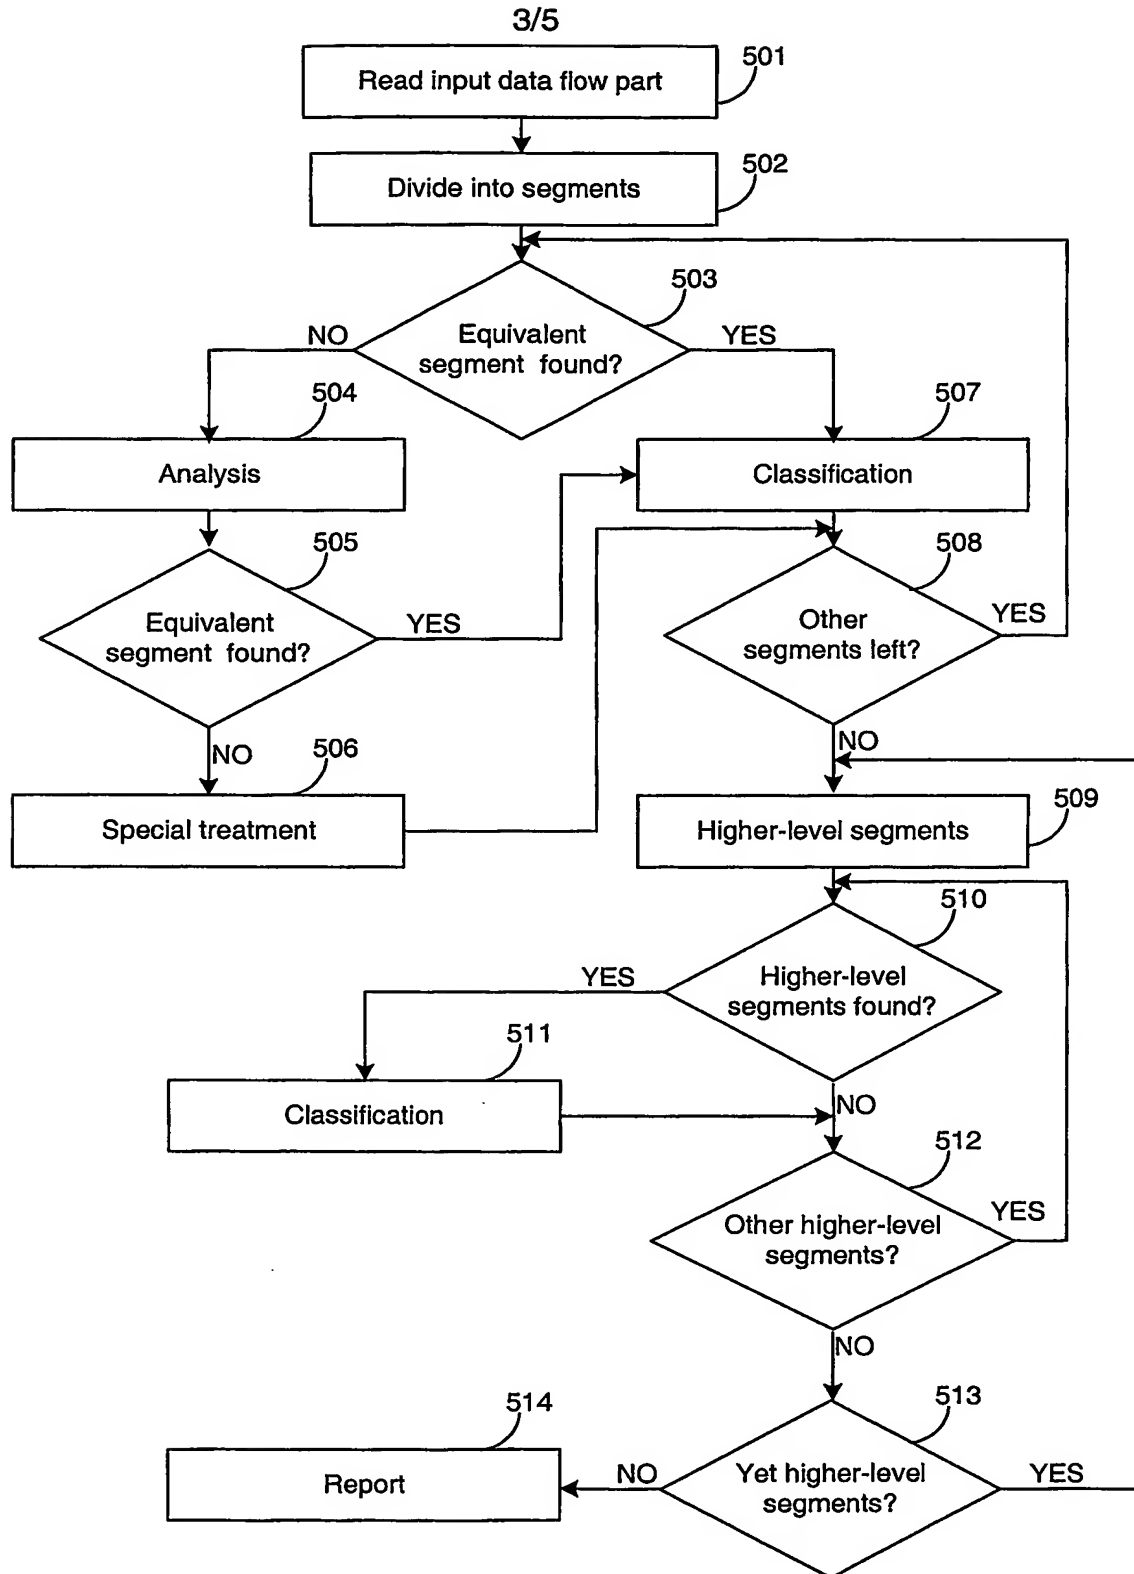 3/5
Read input data flow part
501
Divide into segments
502
503
Equivalent
segment found?
NO
YES
504
Analysis
507
Classification
505
Equivalent
segment found?
YES
508
Other
segments left?
YES
NO
NO
506
Special treatment
509
Higher-level segments
510
Higher-level
segments found?
YES
511
Classification
NO
512
Other higher-level
segments?
YES
NO
513
514
Report
NO
Yet higher-level
segments?
YES